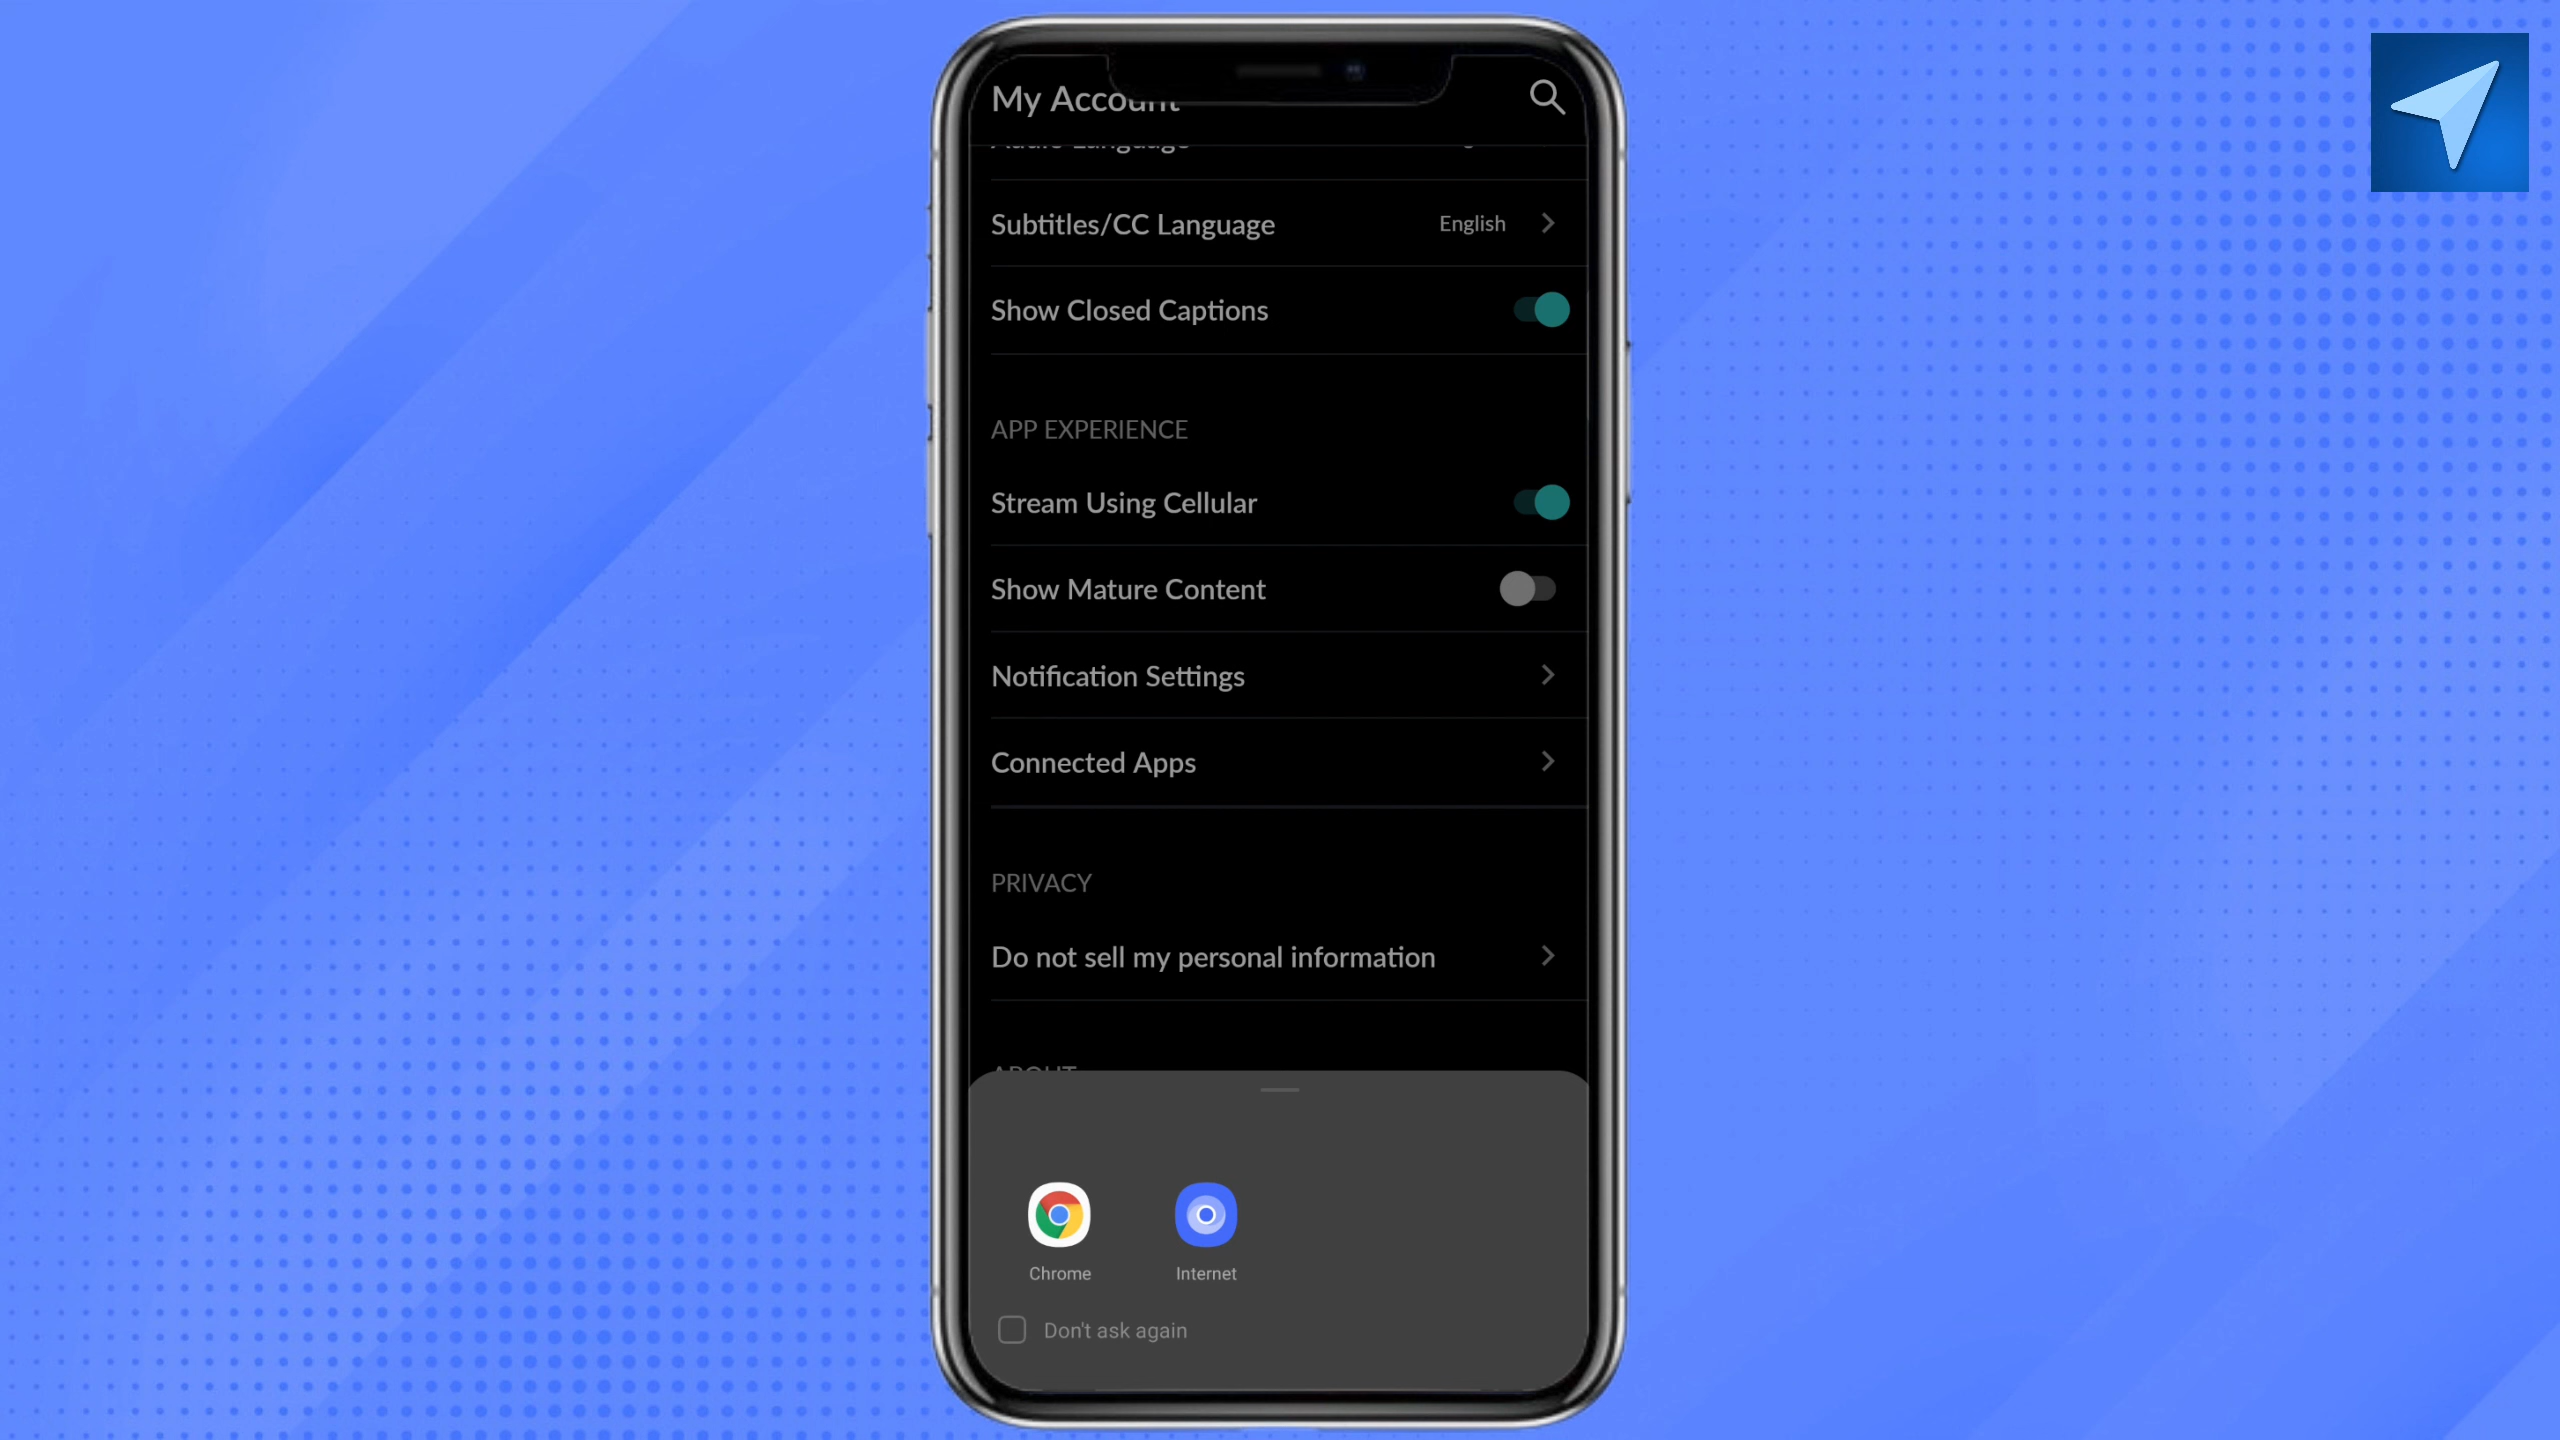 My Account
Subtitles/CC Language English
Show Closed Captions
APP EXPERIENCE
Stream Using Cellular
Show Mature Content
Notification Settings
Connected Apps
PRIVACY
Do not sell my personal information
ABOUT
Chrome Internet
Don't ask again